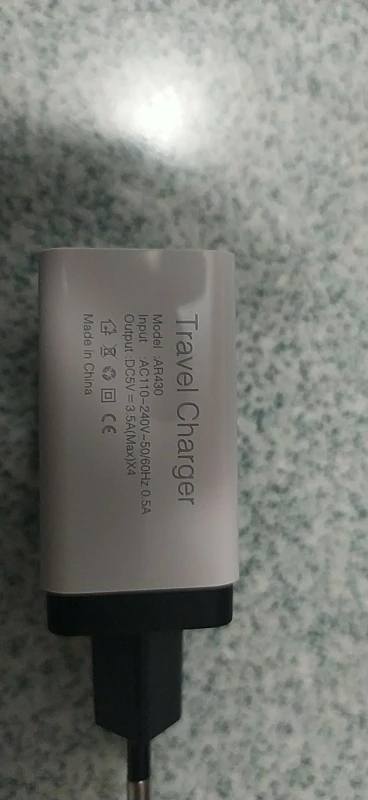 Travel Charger
Model :AR430
Input :AC110-240V~50/60Hz 0.5A
Output:DC5V=3.5A(Max)X4
CE
Made in China